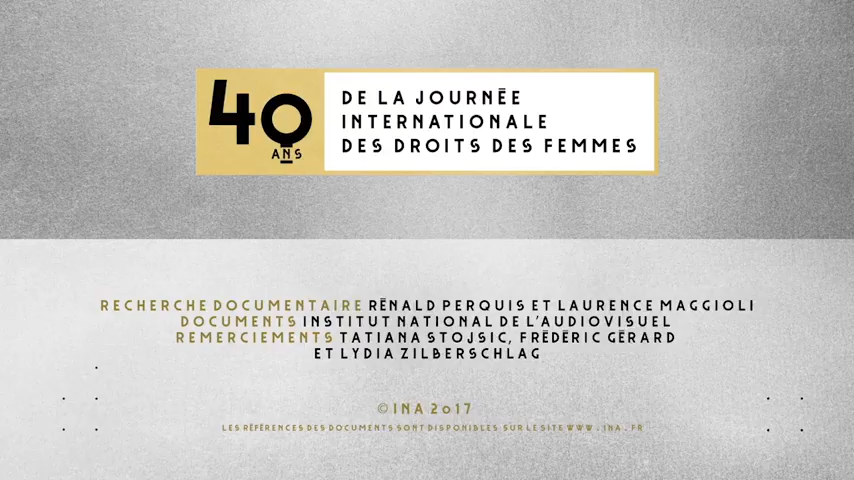 40
ANS
DE LA JOURNÉE
INTERNATIONALE
DES DROITS DES FEMMES
RECHERCHE DOCUMENTAIRE RÉNALD PERQUIS ET LAURENCE MAGGIOLI
DOCUMENTS INSTITUT NATIONAL DE L'AUDIOVISUEL
REMERCIEMENTS TATIANA STOJSIC, FRÉDÉRIC GÉRARD
ET LYDIA ZILBERSCHLAG
© INA 2017
LES RÉFÉRENCES DES DOCUMENTS SONT DISPONIBLES SUR LE SITE WWW.INA.FR